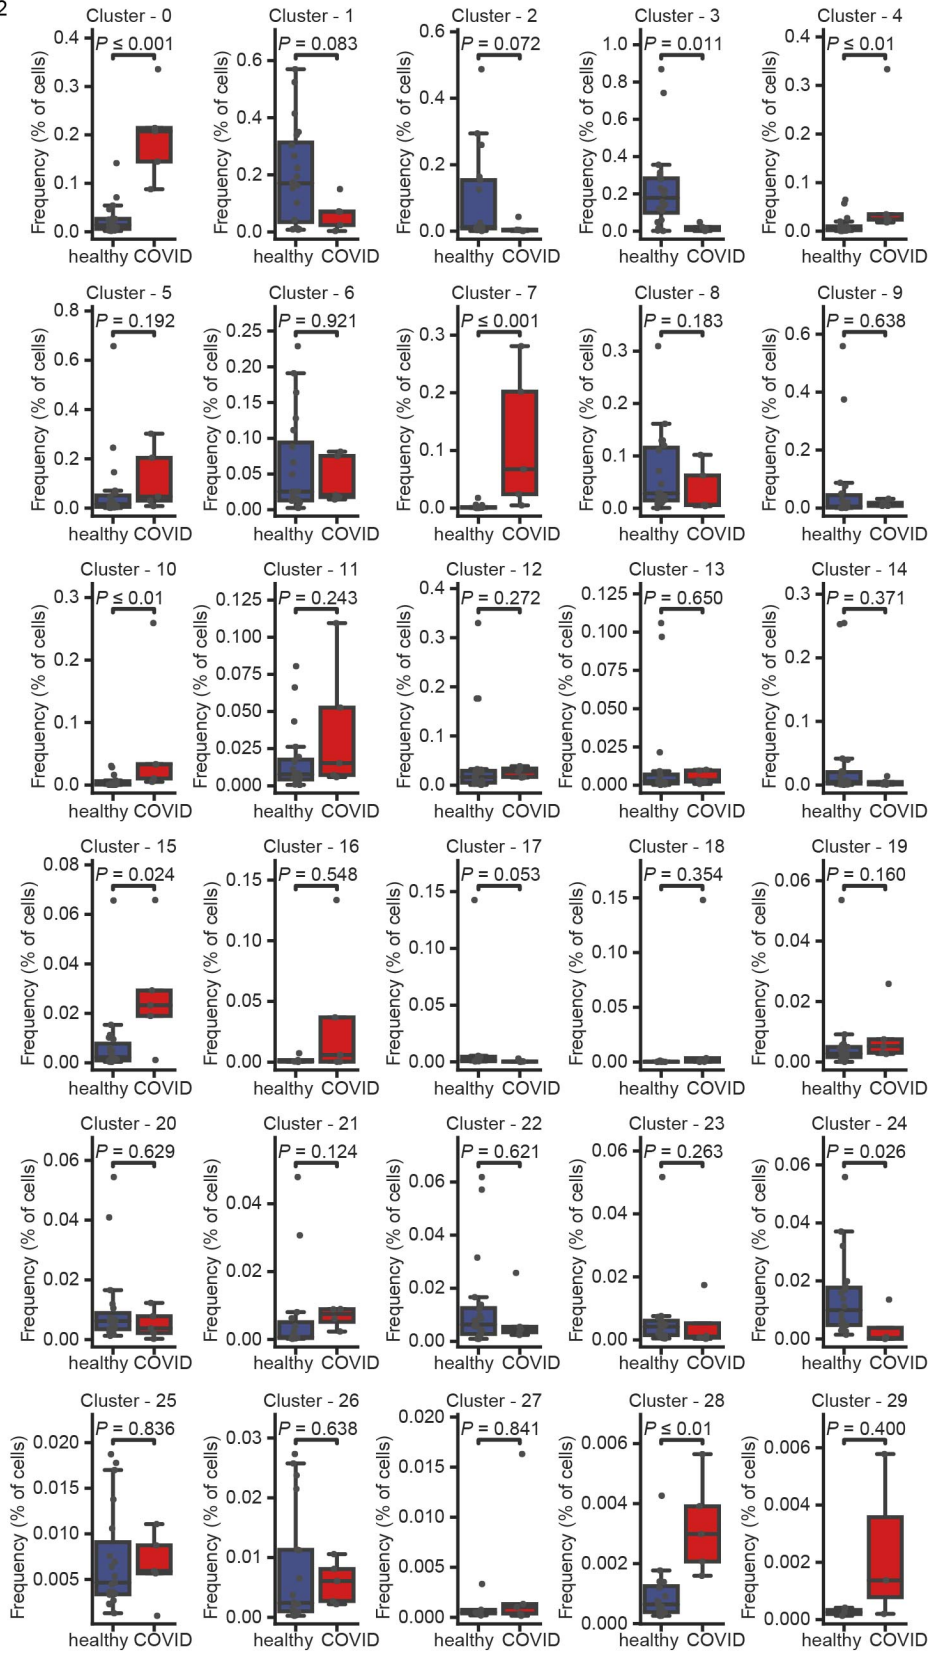 2
Cluster - 0
P ≤ 0.001
Frequency (% of cells)
0.4
0.3
0.2
0.1
0.0
healthy COVID
Cluster - 1
P = 0.083
Frequency (% of cells)
0.6
0.4
0.2
0.0
healthy COVID
Cluster - 2
P = 0.072
Frequency (% of cells)
0.6
0.4
0.2
0.0
healthy COVID
Cluster - 3
P = 0.011
Frequency (% of cells)
1.0
0.8
0.6
0.4
0.2
0.0
healthy COVID
Cluster - 4
P ≤ 0.01
Frequency (% of cells)
0.4
0.3
0.2
0.1
0.0
healthy COVID
Cluster - 5
P = 0.192
Frequency (% of cells)
0.8
0.6
0.4
0.2
0.0
healthy COVID
Cluster - 6
P = 0.921
Frequency (% of cells)
0.25
0.20
0.15
0.10
0.05
0.00
healthy COVID
Cluster - 7
P ≤ 0.001
Frequency (% of cells)
0.3
0.2
0.1
0.0
healthy COVID
Cluster - 8
P = 0.183
Frequency (% of cells)
0.3
0.2
0.1
0.0
healthy COVID
Cluster - 9
P = 0.638
Frequency (% of cells)
0.6
0.4
0.2
0.0
healthy COVID
Cluster - 10
P ≤ 0.01
Frequency (% of cells)
0.3
0.2
0.1
0.0
healthy COVID
Cluster - 11
P = 0.243
Frequency (% of cells)
0.125
0.100
0.075
0.050
0.025
0.000
healthy COVID
Cluster - 12
P = 0.272
Frequency (% of cells)
0.4
0.3
0.2
0.1
0.0
healthy COVID
Cluster - 13
P = 0.650
Frequency (% of cells)
0.125
0.100
0.075
0.050
0.025
0.000
healthy COVID
Cluster - 14
P = 0.371
Frequency (% of cells)
0.3
0.2
0.1
0.0
healthy COVID
Cluster - 15
P = 0.024
Frequency (% of cells)
0.08
0.06
0.04
0.02
0.00
healthy COVID
Cluster - 16
P = 0.548
Frequency (% of cells)
0.15
0.10
0.05
0.00
healthy COVID
Cluster - 17
P = 0.053
Frequency (% of cells)
0.15
0.10
0.05
0.00
healthy COVID
Cluster - 18
P = 0.354
Frequency (% of cells)
0.15
0.10
0.05
0.00
healthy COVID
Cluster - 19
P = 0.160
Frequency (% of cells)
0.06
0.04
0.02
0.00
healthy COVID
Cluster - 20
P = 0.629
Frequency (% of cells)
0.06
0.04
0.02
0.00
healthy COVID
Cluster - 21
P = 0.124
Frequency (% of cells)
0.04
0.02
0.00
healthy COVID
Cluster - 22
P = 0.621
Frequency (% of cells)
0.06
0.04
0.02
0.00
healthy COVID
Cluster - 23
P = 0.263
Frequency (% of cells)
0.06
0.04
0.02
0.00
healthy COVID
Cluster - 24
P = 0.026
Frequency (% of cells)
0.06
0.04
0.02
0.00
healthy COVID
Cluster - 25
P = 0.836
Frequency (% of cells)
0.020
0.015
0.010
0.005
healthy COVID
Cluster - 26
P = 0.638
Frequency (% of cells)
0.03
0.02
0.01
0.00
healthy COVID
Cluster - 27
P = 0.841
Frequency (% of cells)
0.020
0.015
0.010
0.005
0.000
healthy COVID
Cluster - 28
P ≤ 0.01
Frequency (% of cells)
0.006
0.004
0.002
0.000
healthy COVID
Cluster - 29
P = 0.400
Frequency (% of cells)
0.006
0.004
0.002
0.000
healthy COVID